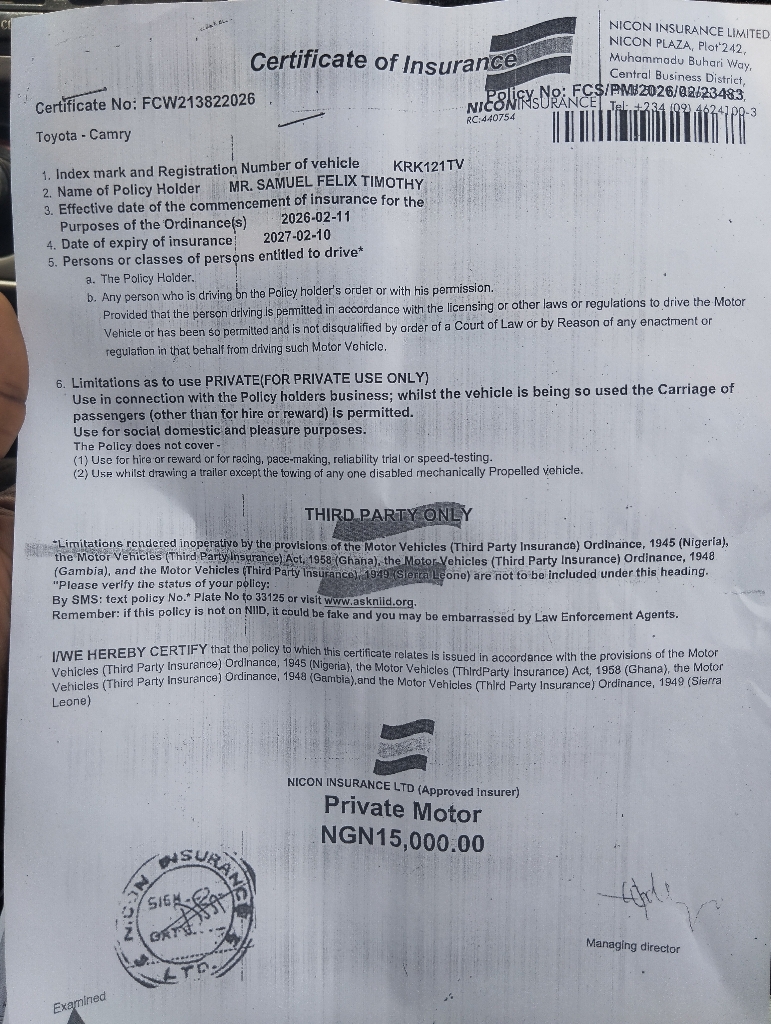 Certificate of Insurance
NICON INSURANCE LIMITED
NICON PLAZA, Plot 242,
Muhammadu Buhari Way,
Central Business District,
Policy No: FCS/PM/2026/02/23483
Tel: +234 (09) 4624100-3
NICON INSURANCE
RC:440754
Certificate No: FCW213822026
Toyota - Camry
1. Index mark and Registration Number of vehicle KRK121TV
2. Name of Policy Holder MR. SAMUEL FELIX TIMOTHY
3. Effective date of the commencement of insurance for the
Purposes of the Ordinance(s) 2026-02-11
4. Date of expiry of insurance 2027-02-10
5. Persons or classes of persons entitled to drive*
a. The Policy Holder.
b. Any person who is driving on the Policy holder's order or with his permission.
Provided that the person driving is permitted in accordance with the licensing or other laws or regulations to drive the Motor
Vehicle or has been so permitted and is not disqualified by order of a Court of Law or by Reason of any enactment or
regulation in that behalf from driving such Motor Vehicle.
6. Limitations as to use PRIVATE(FOR PRIVATE USE ONLY)
Use in connection with the Policy holders business; whilst the vehicle is being so used the Carriage of
passengers (other than for hire or reward) is permitted.
Use for social domestic and pleasure purposes.
The Policy does not cover -
(1) Use for hire or reward or for racing, pace-making, reliability trial or speed-testing.
(2) Use whilst drawing a trailer except the towing of any one disabled mechanically Propelled vehicle.
THIRD PARTY ONLY
*Limitations rendered inoperative by the provisions of the Motor Vehicles (Third Party Insurance) Ordinance, 1945 (Nigeria),
the Motor Vehicles (Third Party Insurance) Act, 1958 (Ghana), the Motor Vehicles (Third Party Insurance) Ordinance, 1948
(Gambia), and the Motor Vehicles (Third Party Insurance), 1949 (Sierra Leone) are not to be included under this heading.
"Please verify the status of your policy:
By SMS: text policy No.* Plate No to 33125 or visit www.askniid.org.
Remember: if this policy is not on NIID, it could be fake and you may be embarrassed by Law Enforcement Agents.
I/WE HEREBY CERTIFY that the policy to which this certificate relates is issued in accordance with the provisions of the Motor
Vehicles (Third Party Insurance) Ordinance, 1945 (Nigeria), the Motor Vehicles (ThirdParty Insurance) Act, 1958 (Ghana), the Motor
Vehicles (Third Party Insurance) Ordinance, 1948 (Gambia),and the Motor Vehicles (Third Party Insurance) Ordinance, 1949 (Sierra
Leone)
NICON INSURANCE LTD (Approved Insurer)
Private Motor
NGN15,000.00
NICON INSURANCE
SIGN
DATE
LTD.
Managing director
Examined